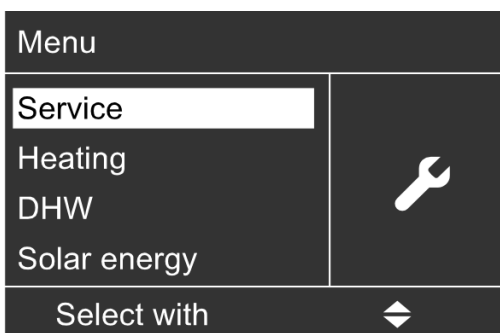 Menu
Service
Heating
DHW
Solar energy
Select with